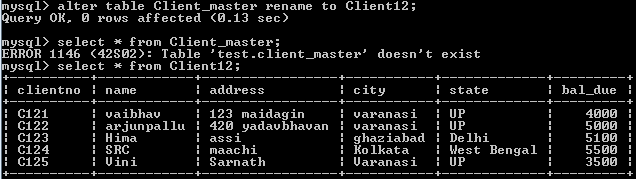 mysql> alter table Client_master rename to Client12;
Query OK, 0 rows affected (0.13 sec)
mysql> select * from Client_master;
ERROR 1146 (42S02): Table 'test.client_master' doesn't exist
mysql> select * from Client12;
+----------+------------+----------------+-----------+-------------+---------+
| clientno | name       | address        | city      | state       | bal_due |
+----------+------------+----------------+-----------+-------------+---------+
| C121     | vaibhav    | 123 maidagin   | varanasi  | UP          |    4000 |
| C122     | arjunpallu | 420 yadavbhavan | varanasi  | UP          |    5000 |
| C123     | Hima       | assi           | ghaziabad | Delhi       |    5100 |
| C124     | SRC        | maachi         | Kolkata   | West Bengal |    5500 |
| C125     | Vini       | Sarnath        | Varanasi  | UP          |    3500 |
+----------+------------+----------------+-----------+-------------+---------+